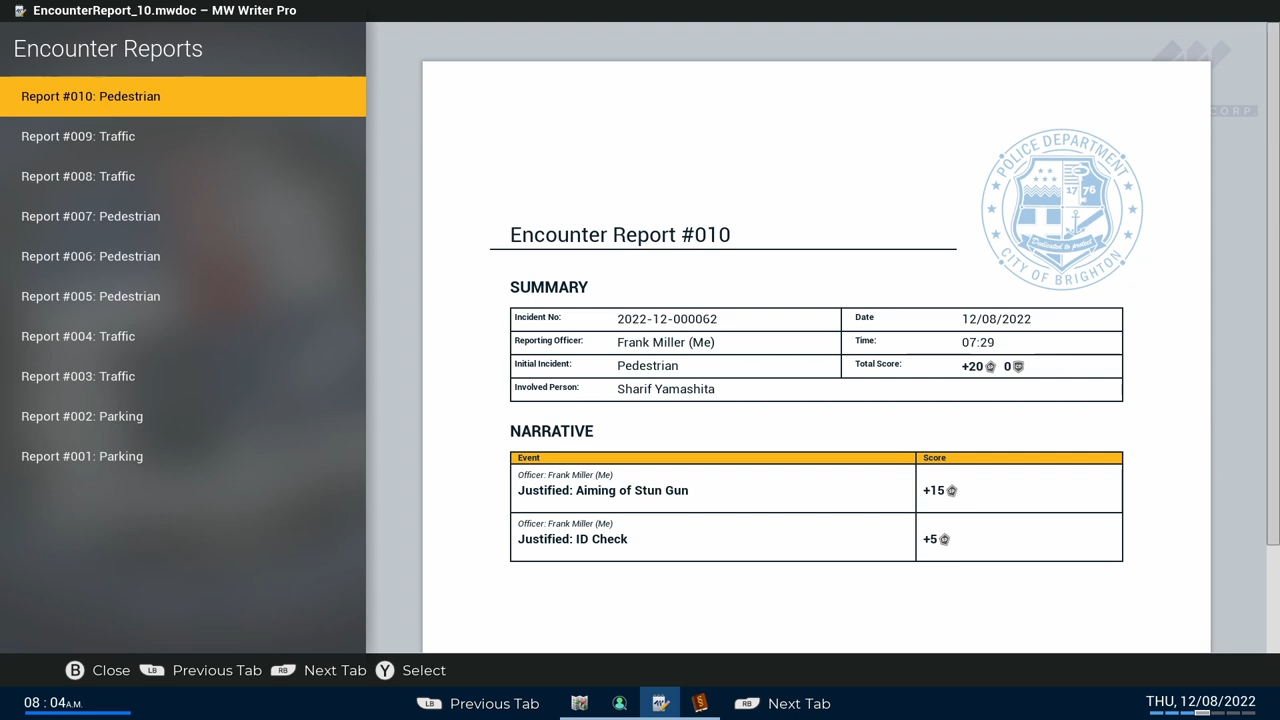 EncounterReport_10.mwdoc – MW Writer Pro
Encounter Reports
Report #010: Pedestrian
Report #009: Traffic
Report #008: Traffic
Report #007: Pedestrian
Report #006: Pedestrian
Report #005: Pedestrian
Report #004: Traffic
Report #003: Traffic
Report #002: Parking
Report #001: Parking
CORP.
POLICE DEPARTMENT
17 76
Dedicated to protect
CITY OF BRIGHTON
Encounter Report #010
SUMMARY
Incident No: 2022-12-000062 Date 12/08/2022
Reporting Officer: Frank Miller (Me) Time: 07:29
Initial Incident: Pedestrian Total Score: +20 0
Involved Person: Sharif Yamashita
NARRATIVE
Event Score
Officer: Frank Miller (Me)
Justified: Aiming of Stun Gun +15
Officer: Frank Miller (Me)
Justified: ID Check +5
B Close LB Previous Tab RB Next Tab Y Select
08 : 04 A.M. LB Previous Tab RB Next Tab THU, 12/08/2022